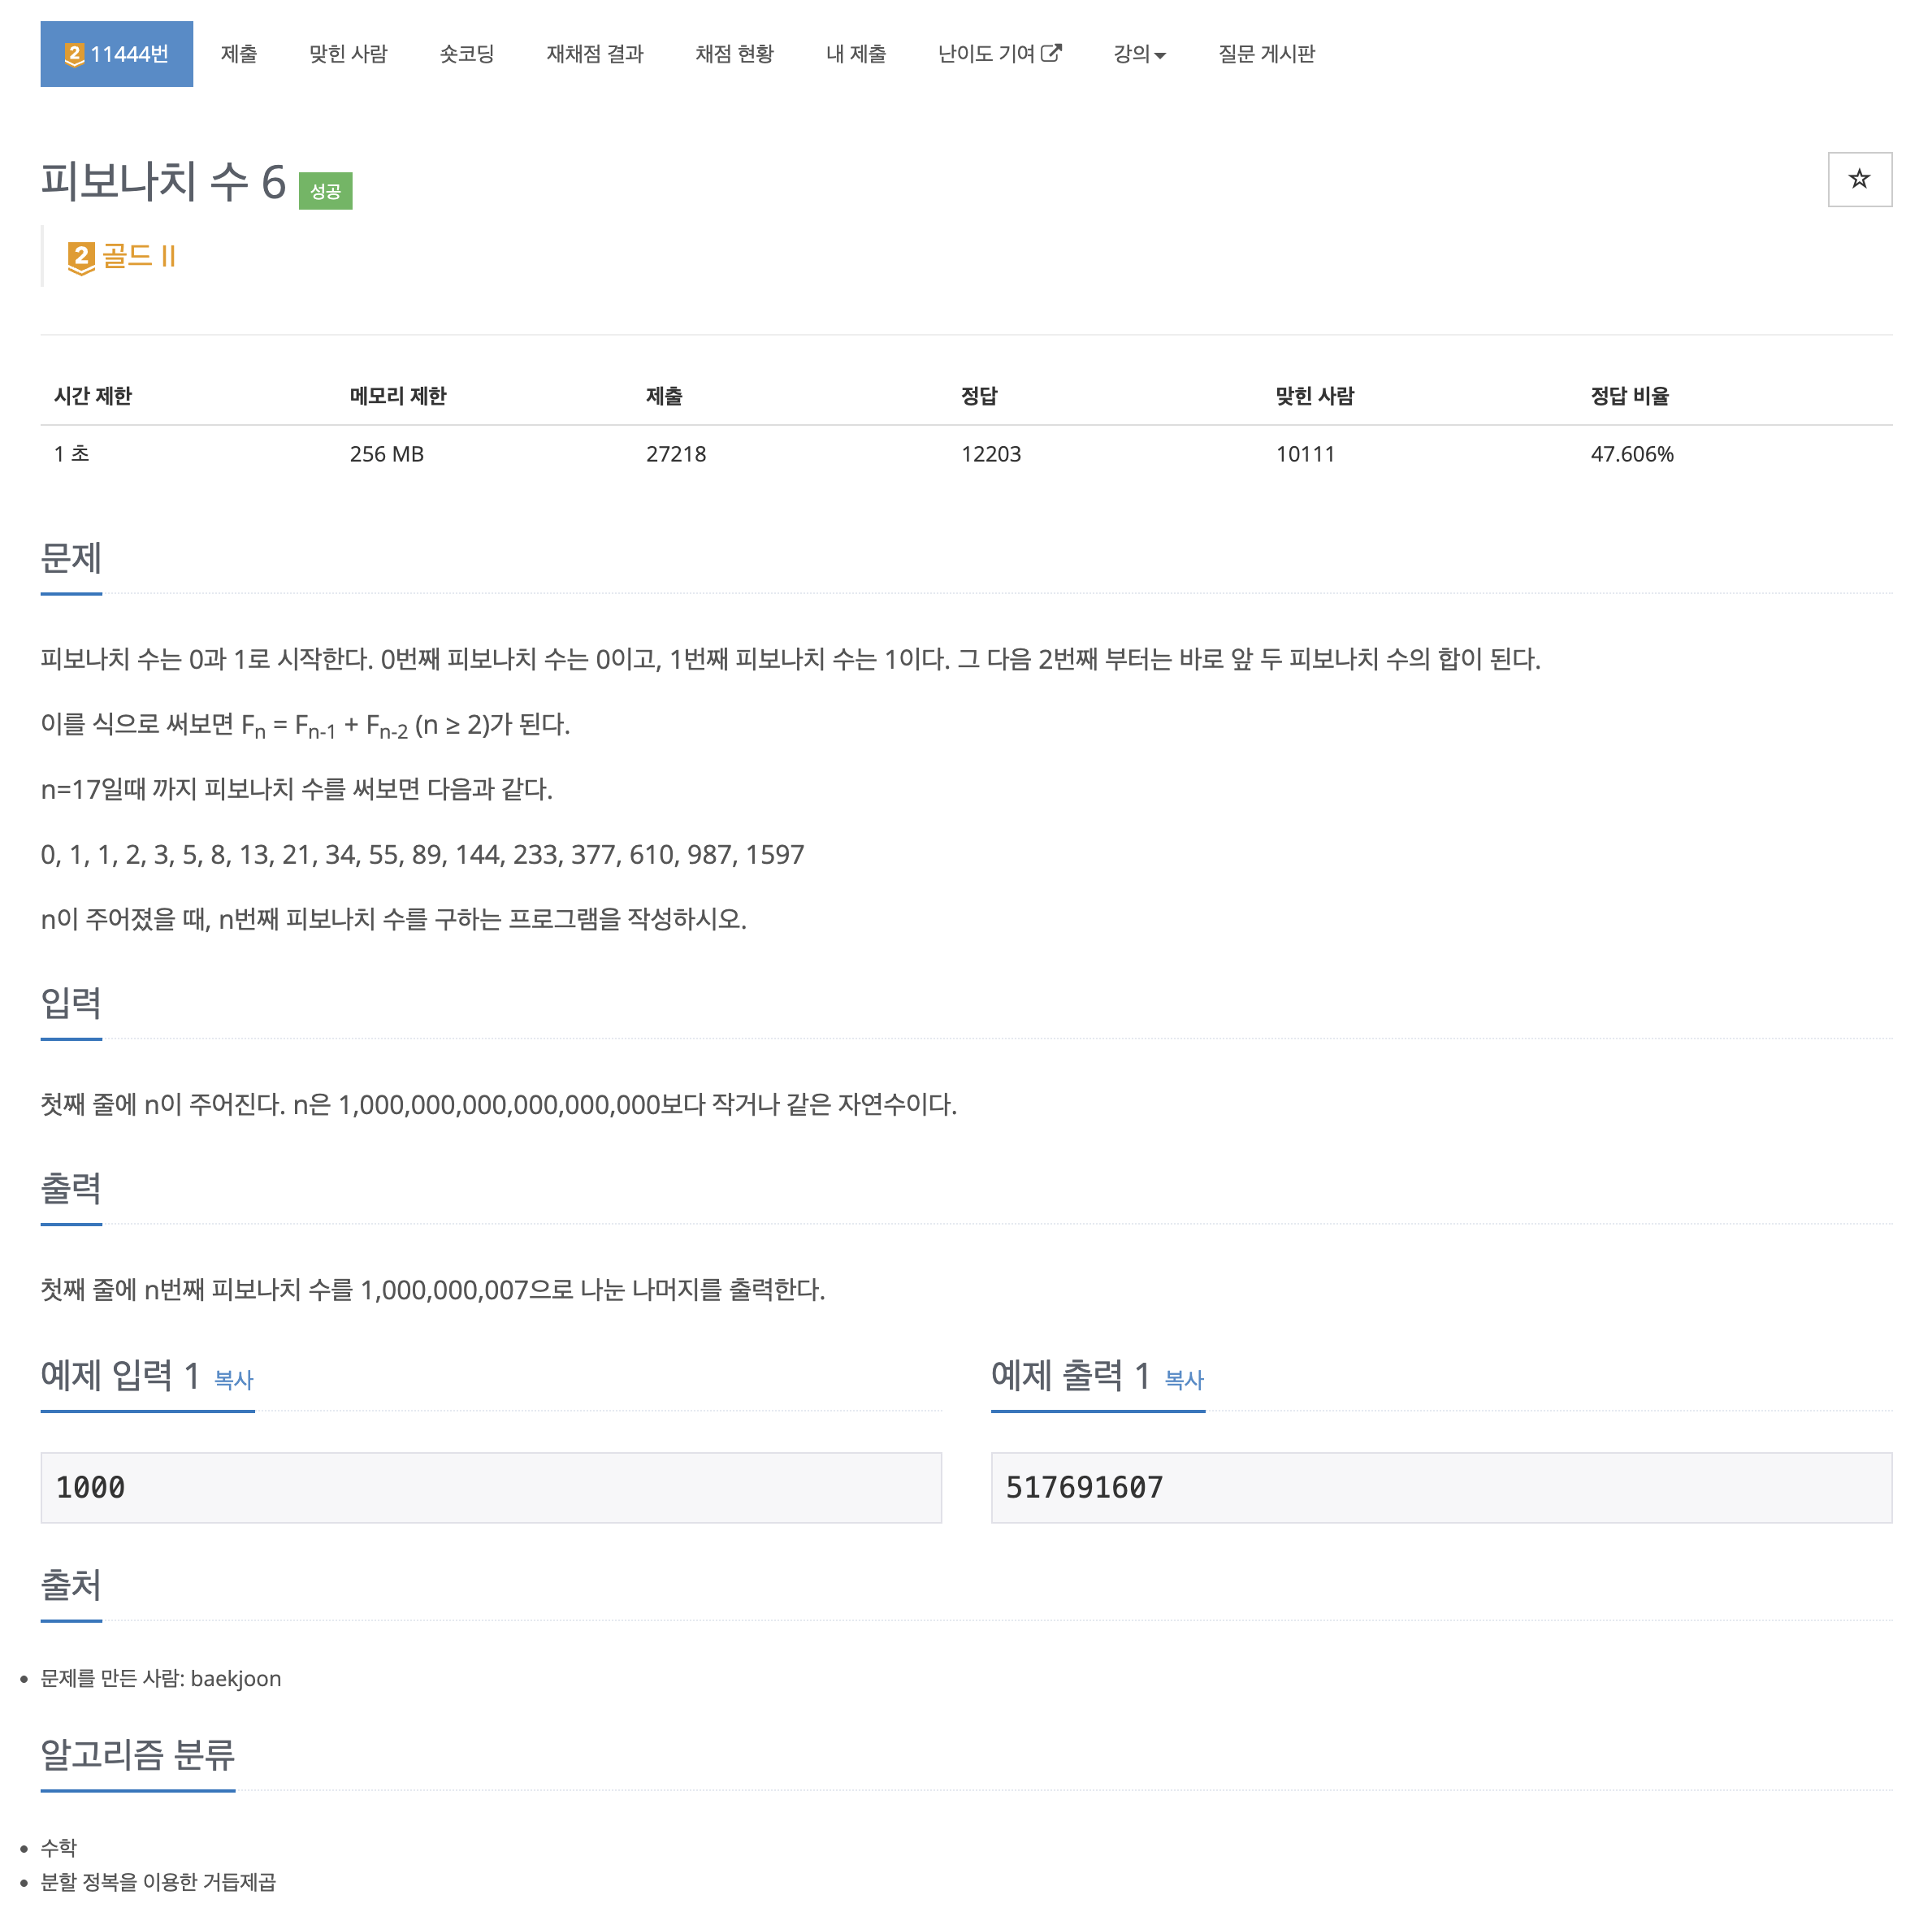 2 11444번 제출 맞힌 사람 숏코딩 재채점 결과 채점 현황 내 제출 난이도 기여 강의 질문 게시판
피보나치 수 6 성공
2 골드 II
시간 제한 메모리 제한 제출 정답 맞힌 사람 정답 비율
1 초 256 MB 27218 12203 10111 47.606%
문제
피보나치 수는 0과 1로 시작한다. 0번째 피보나치 수는 0이고, 1번째 피보나치 수는 1이다. 그 다음 2번째 부터는 바로 앞 두 피보나치 수의 합이 된다.
이를 식으로 써보면 Fn = Fn-1 + Fn-2 (n ≥ 2)가 된다.
n=17일때 까지 피보나치 수를 써보면 다음과 같다.
0, 1, 1, 2, 3, 5, 8, 13, 21, 34, 55, 89, 144, 233, 377, 610, 987, 1597
n이 주어졌을 때, n번째 피보나치 수를 구하는 프로그램을 작성하시오.
입력
첫째 줄에 n이 주어진다. n은 1,000,000,000,000,000,000보다 작거나 같은 자연수이다.
출력
첫째 줄에 n번째 피보나치 수를 1,000,000,007으로 나눈 나머지를 출력한다.
예제 입력 1 복사 예제 출력 1 복사
1000 517691607
출처
문제를 만든 사람: baekjoon
알고리즘 분류
수학
분할 정복을 이용한 거듭제곱